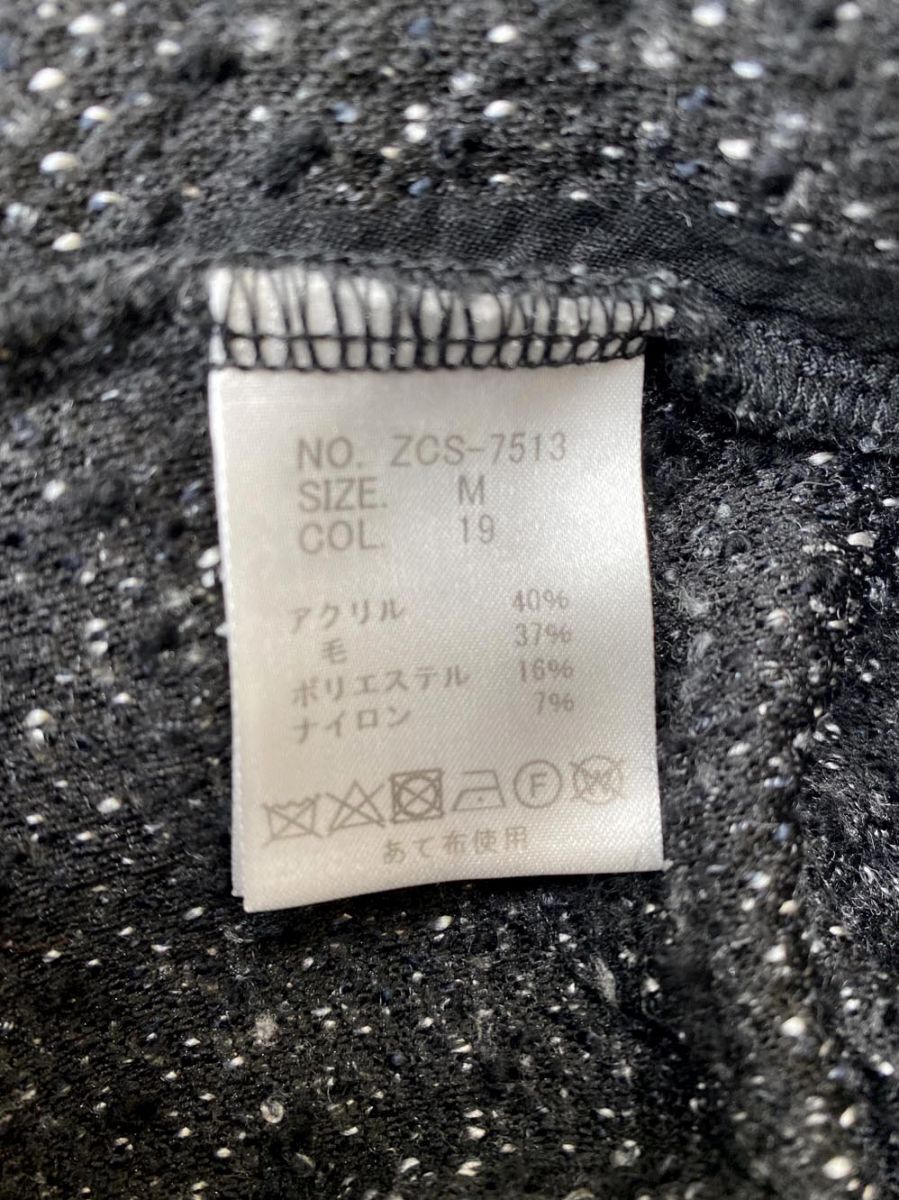 NO. ZCS-7513
SIZE. M
COL. 19
アクリル 40%
毛 37%
ポリエステル 16%
ナイロン 7%
F W
あて布使用